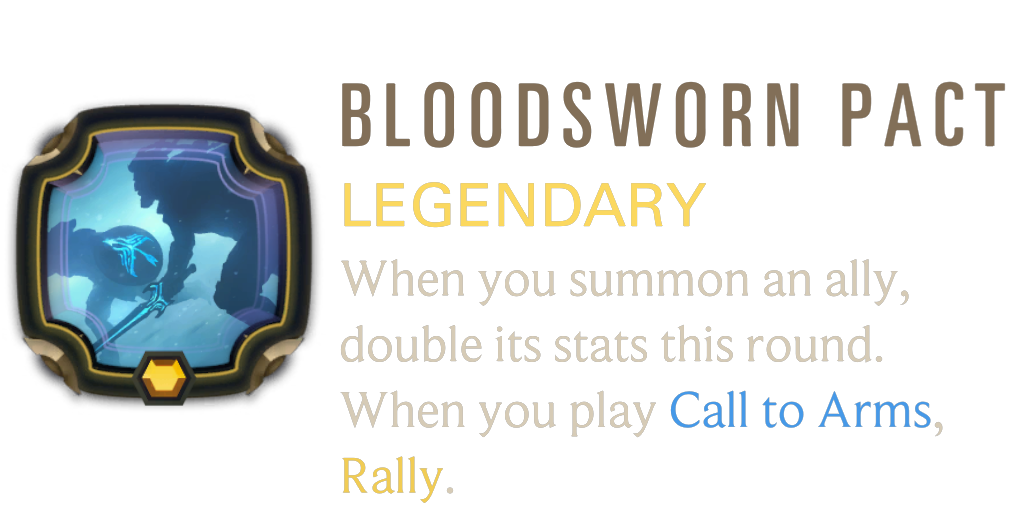 BLOODSWORN PACT
LEGENDARY
When you summon an ally,
double its stats this round.
When you play Call to Arms,
Rally.